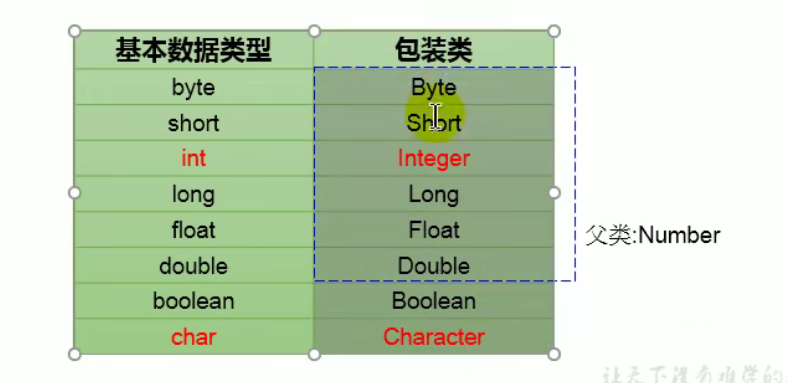 基本数据类型 包装类
byte Byte
short Short
int Integer
long Long
float Float
父类:Number
double Double
boolean Boolean
char Character
让天下没有难学的